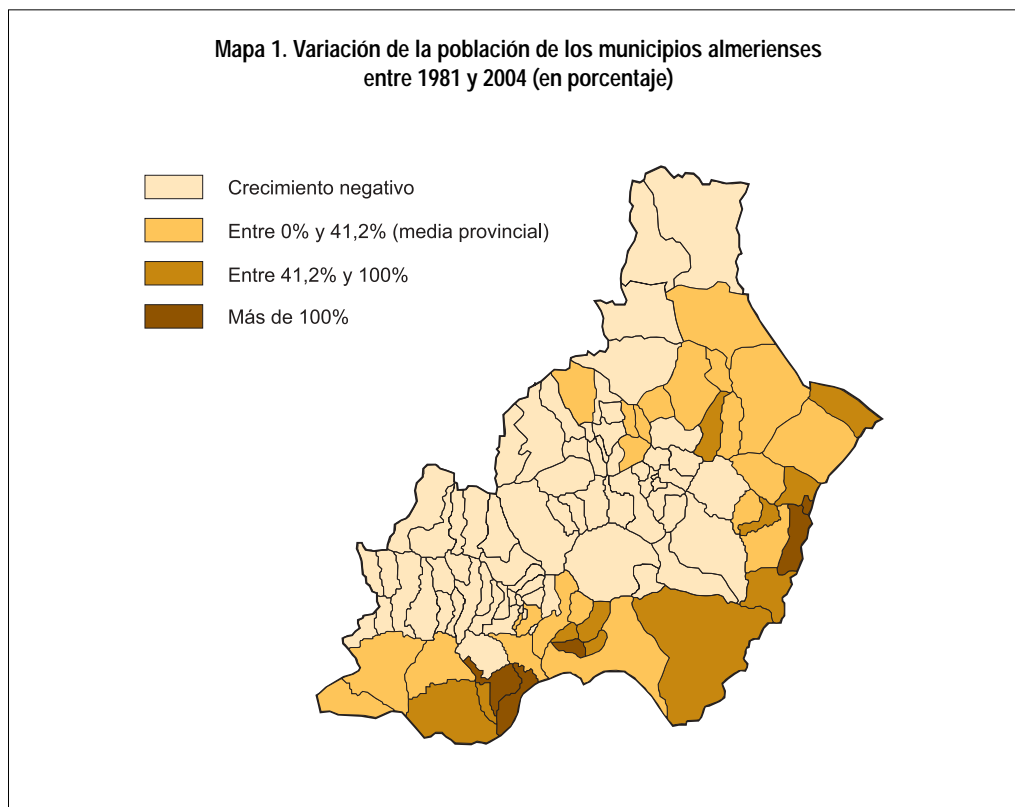 Mapa 1. Variación de la población de los municipios almerienses
entre 1981 y 2004 (en porcentaje)
Crecimiento negativo
Entre 0% y 41,2% (media provincial)
Entre 41,2% y 100%
Más de 100%